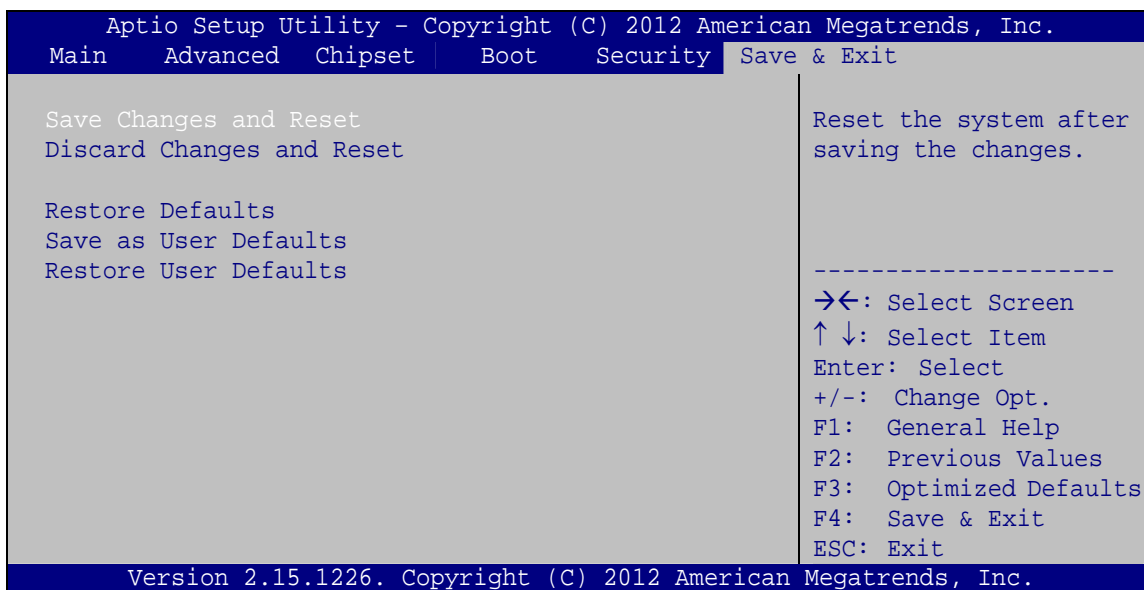 Aptio Setup Utility – Copyright (C) 2012 American Megatrends, Inc.
Main Advanced Chipset Boot Security Save & Exit
Save Changes and Reset
Discard Changes and Reset
Restore Defaults
Save as User Defaults
Restore User Defaults
Reset the system after
saving the changes.
---------------------
→←: Select Screen
↑ ↓: Select Item
Enter: Select
+/-: Change Opt.
F1: General Help
F2: Previous Values
F3: Optimized Defaults
F4: Save & Exit
ESC: Exit
Version 2.15.1226. Copyright (C) 2012 American Megatrends, Inc.